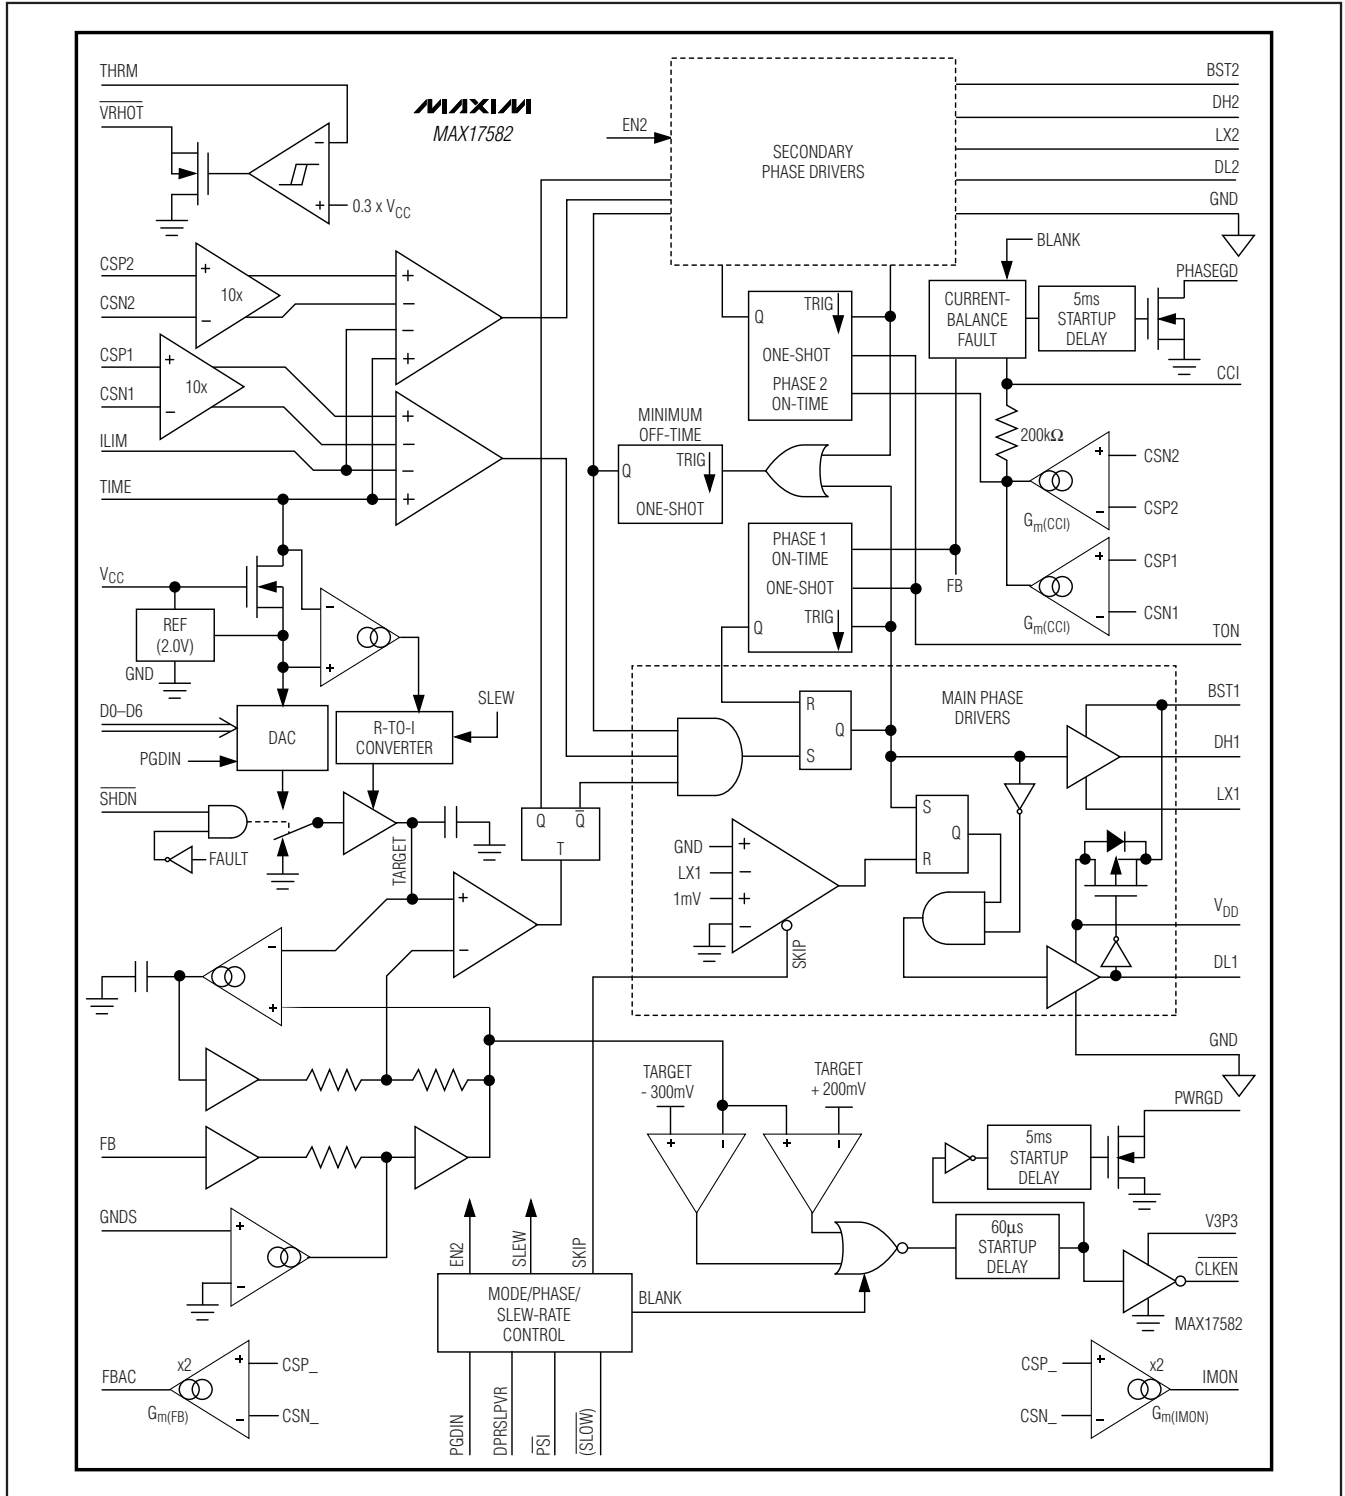 THRM
VRHOT
MAXIM
MAX17582
0.3 x VCC
EN2
SECONDARY
PHASE DRIVERS
BST2
DH2
LX2
DL2
GND
BLANK
PHASEGD
CSP2
CSN2
10x
+
−
CSP1
CSN1
10x
ILIM
TIME
Q
TRIG
ONE-SHOT
PHASE 2
ON-TIME
CURRENT-
BALANCE
FAULT
5ms
STARTUP
DELAY
CCI
200kΩ
MINIMUM
OFF-TIME
Q
TRIG
ONE-SHOT
CSN2
CSP2
Gm(CCI)
PHASE 1
ON-TIME
ONE-SHOT
TRIG
Q
FB
CSP1
CSN1
Gm(CCI)
TON
VCC
REF
(2.0V)
GND
D0–D6
DAC
PGDIN
R-TO-I
CONVERTER
SLEW
SHDN
FAULT
TARGET
Q
Q
T
MAIN PHASE
DRIVERS
R
Q
S
BST1
DH1
LX1
S
Q
R
GND
LX1
1mV
SKIP
VDD
DL1
GND
TARGET
- 300mV
TARGET
+ 200mV
PWRGD
5ms
STARTUP
DELAY
FB
GNDS
EN2
SLEW
SKIP
MODE/PHASE/
SLEW-RATE
CONTROL
BLANK
60µs
STARTUP
DELAY
V3P3
CLKEN
MAX17582
FBAC
x2
Gm(FB)
CSP_
CSN_
PGDIN
DPRSLPVR
PSI
(SLOW)
CSP_
CSN_
x2
Gm(IMON)
IMON